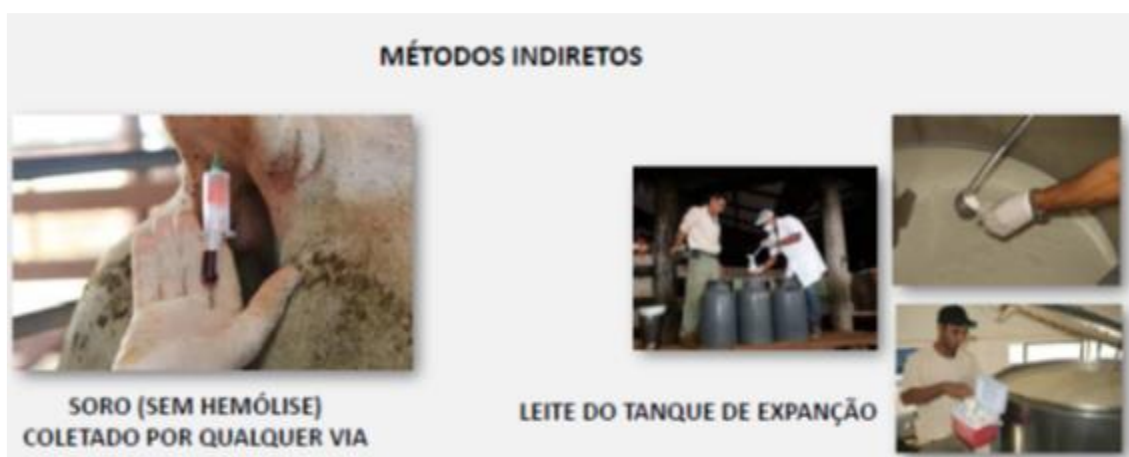 MÉTODOS INDIRETOS
SORO (SEM HEMÓLISE)
COLETADO POR QUALQUER VIA
LEITE DO TANQUE DE EXPANÇÃO